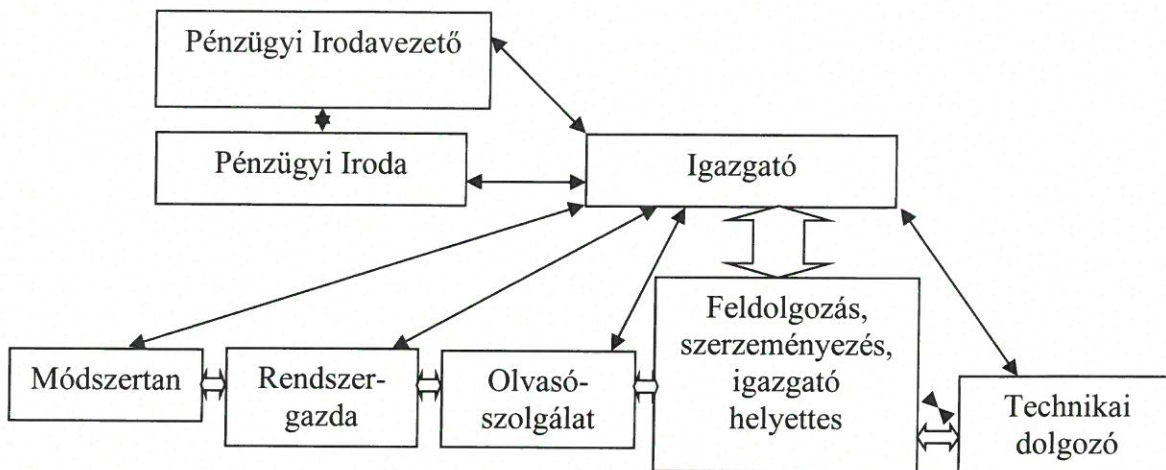 Pénzügyi Irodavezető
Pénzügyi Iroda
Igazgató
Feldolgozás,
szerzeményezés,
igazgató
helyettes
Módszertan
Rendszer-
gazda
Olvasó-
szolgálat
Technikai
dolgozó